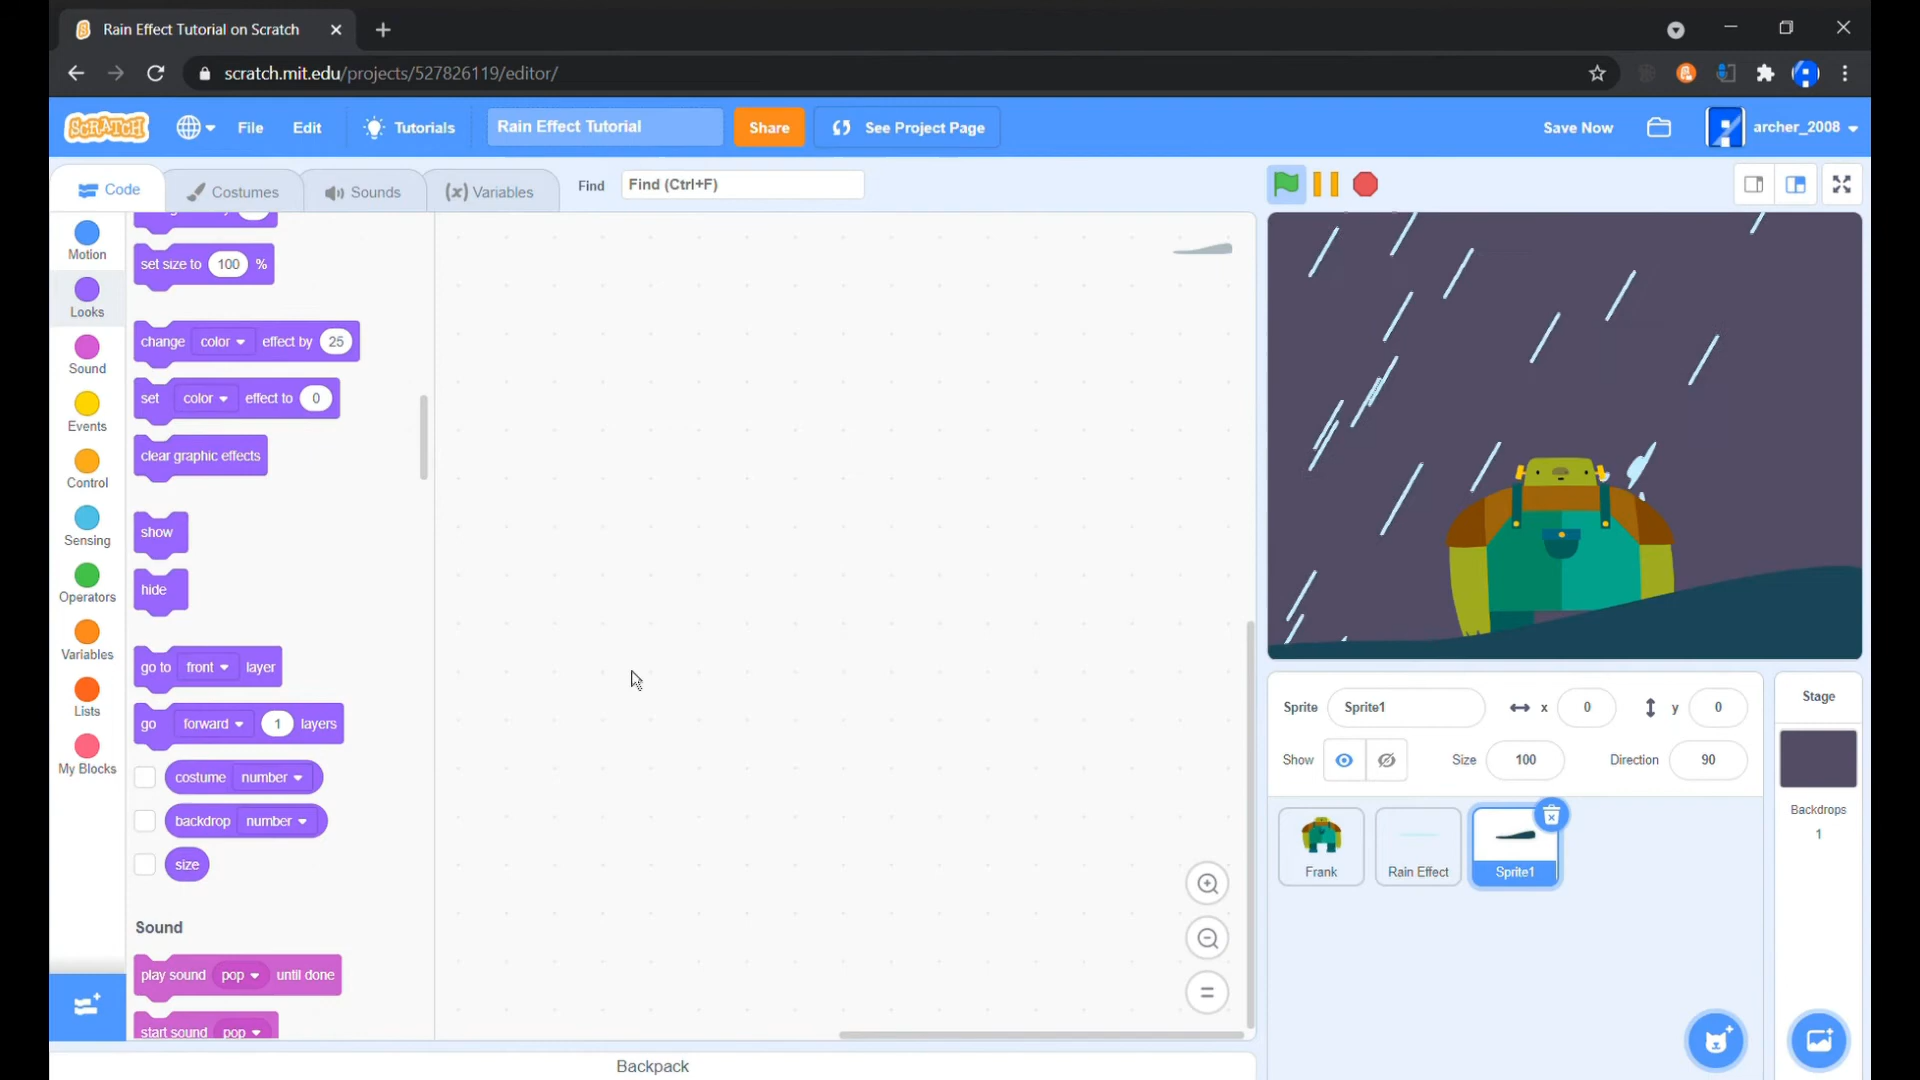 Rain Effect Tutorial on Scratch
scratch.mit.edu/projects/527826119/editor/
SCRATCH
File
Edit
Tutorials
Rain Effect Tutorial
Share
See Project Page
Save Now
archer_2008
Code
Costumes
Sounds
(x) Variables
Find
Find (Ctrl+F)
Motion
Looks
Sound
Events
Control
Sensing
Operators
Variables
Lists
My Blocks
set size to 100 %
change color effect by 25
set color effect to 0
clear graphic effects
show
hide
go to front layer
go forward 1 layers
costume number
backdrop number
size
Sound
play sound pop until done
start sound pop
Backpack
Sprite Sprite1 x 0 y 0
Show Size 100 Direction 90
Frank
Rain Effect
Sprite1
Stage
Backdrops
1